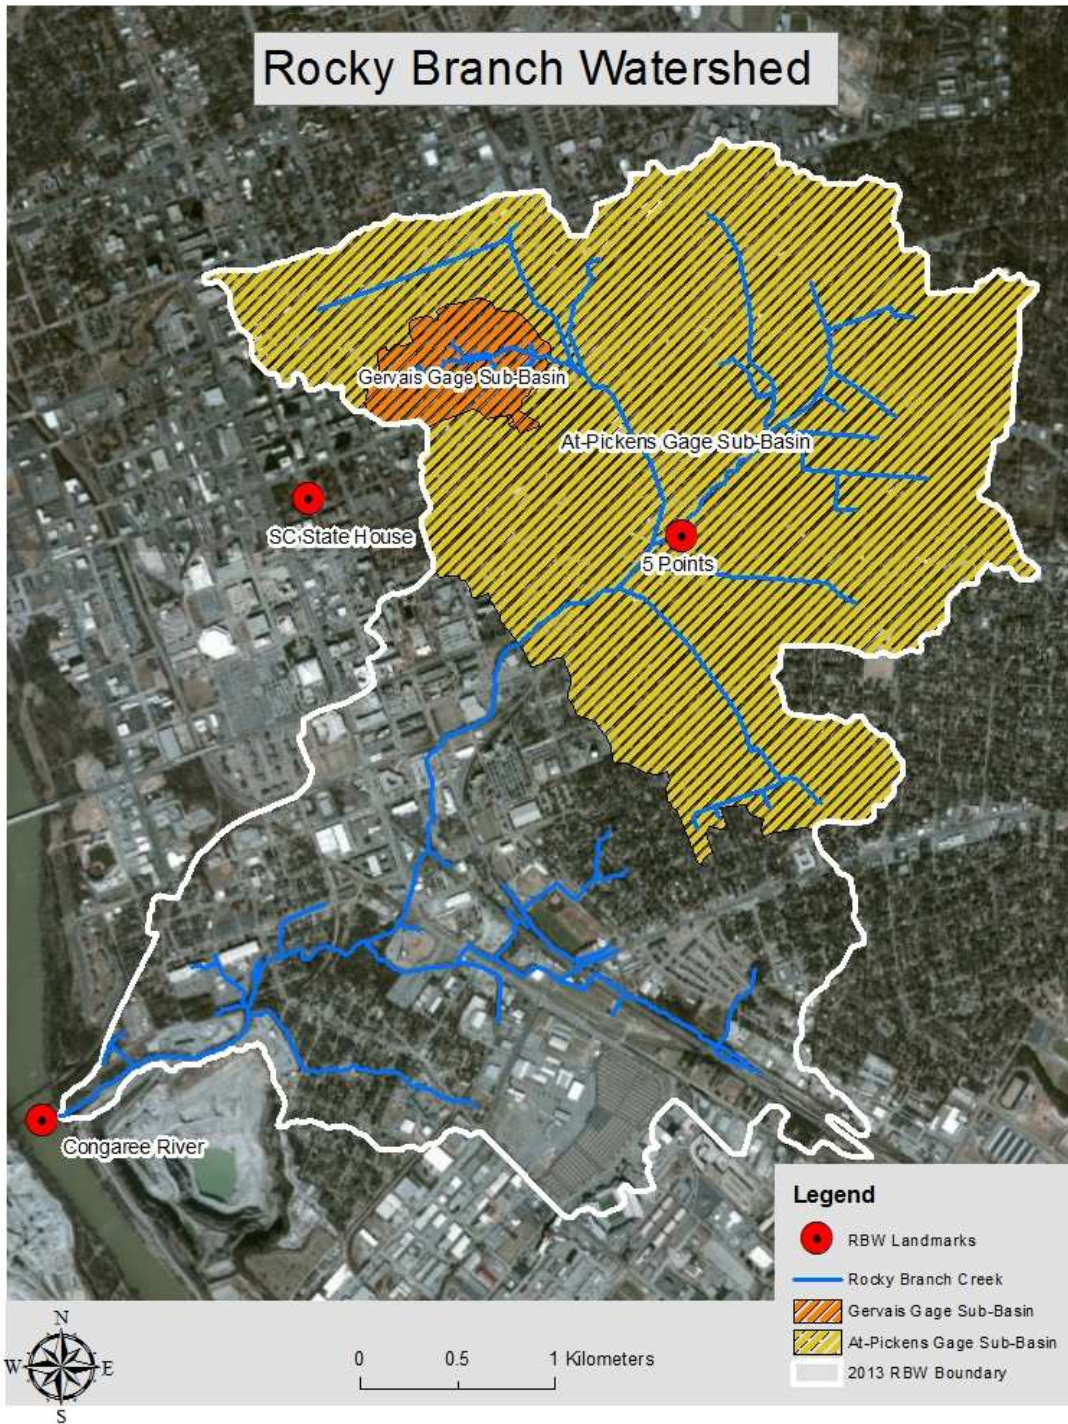 Rocky Branch Watershed
Gervais Gage Sub-Basin
At-Pickens Gage Sub-Basin
SC State House
5 Points
Congaree River
Legend
RBW Landmarks
Rocky Branch Creek
Gervais Gage Sub-Basin
At-Pickens Gage Sub-Basin
2013 RBW Boundary
N
W E
S
0 0.5 1 Kilometers